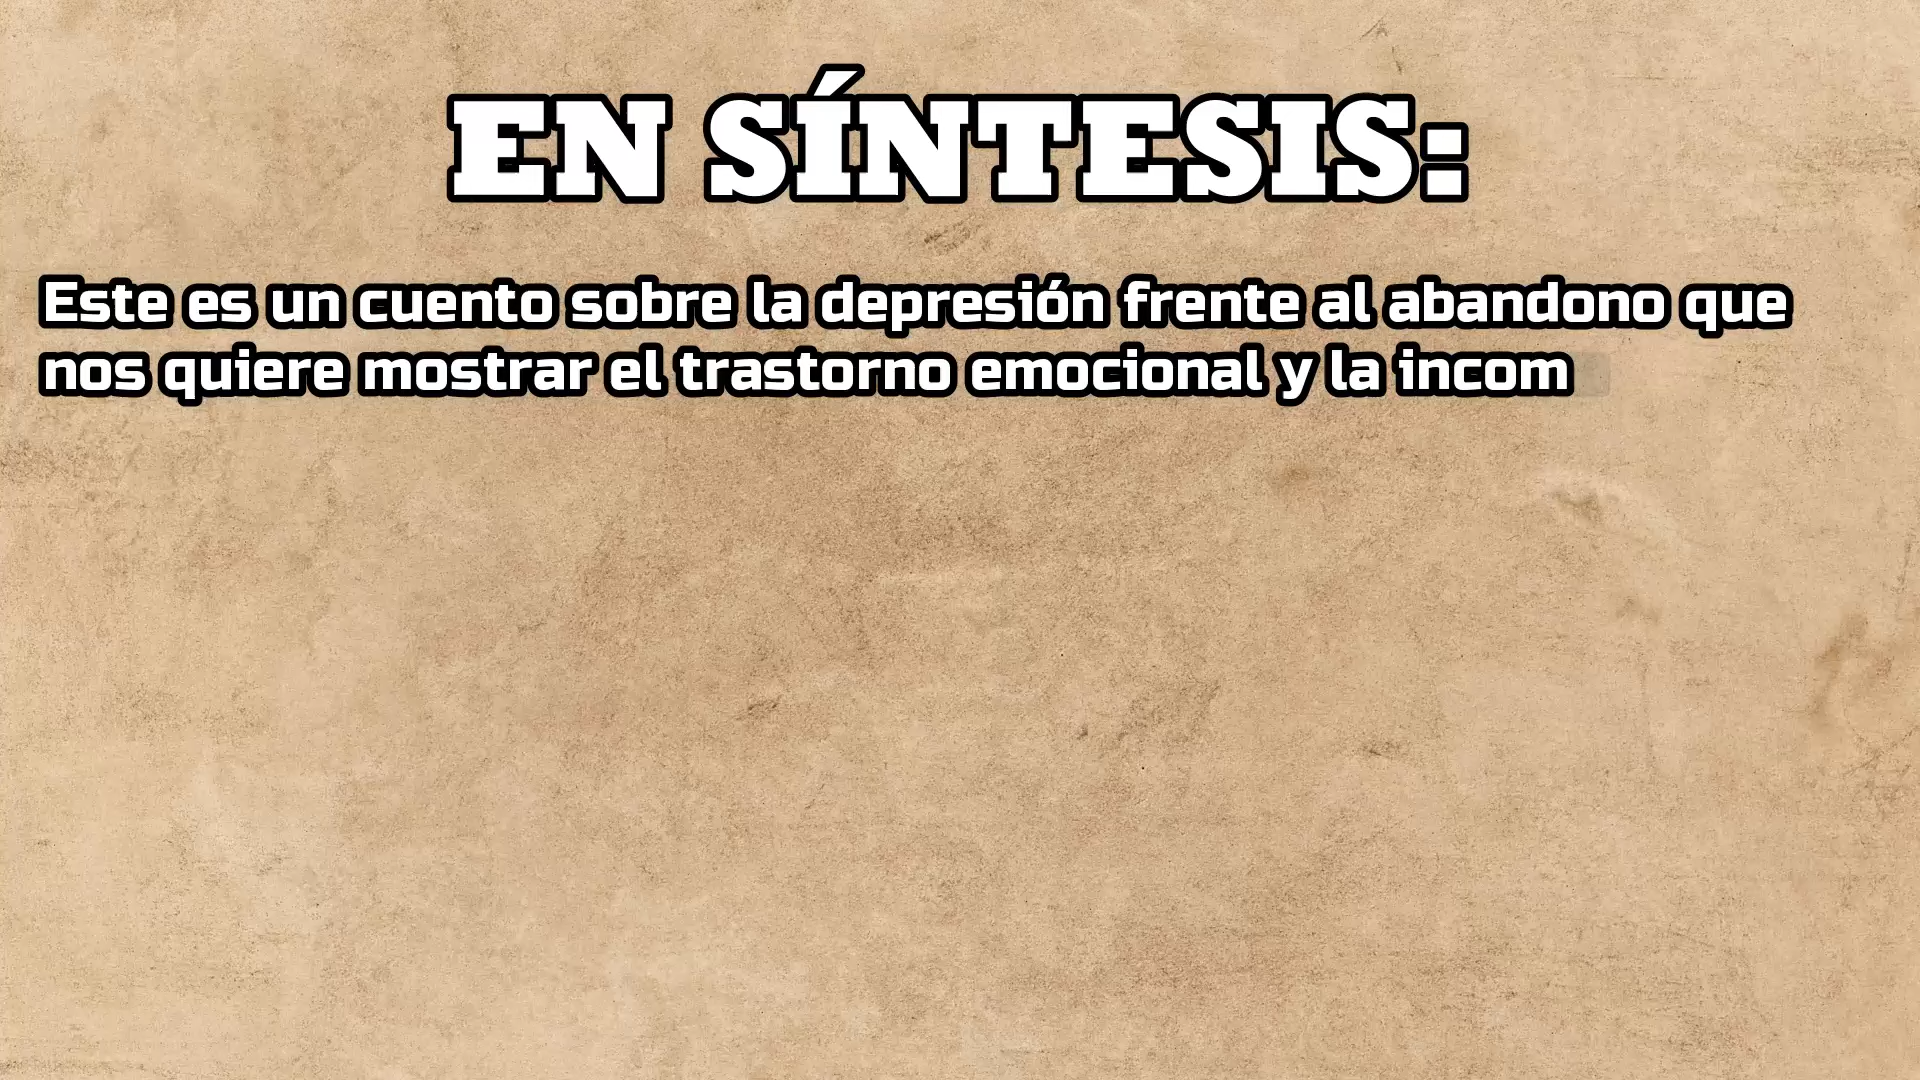 EN SÍNTESIS:
Este es un cuento sobre la depresión frente al abandono que
nos quiere mostrar el trastorno emocional y la incom